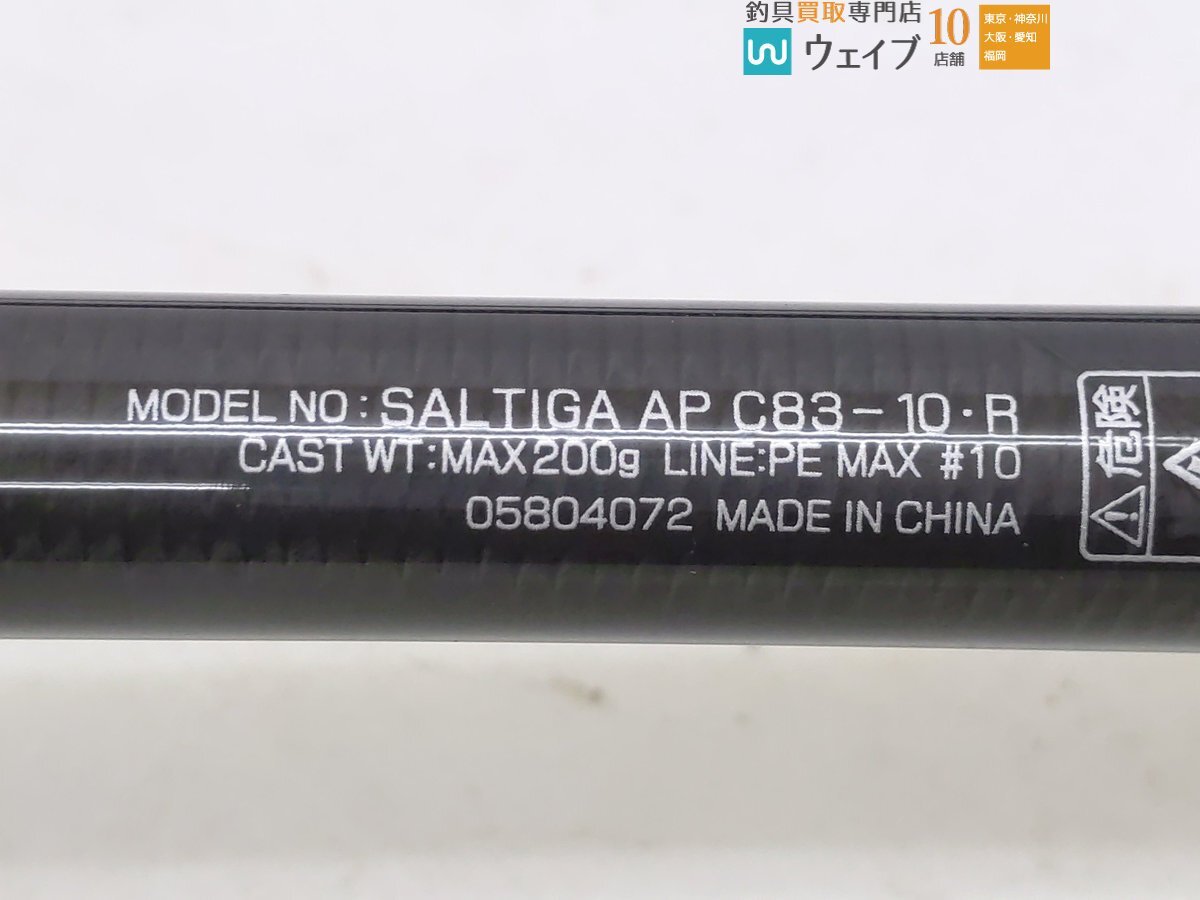 釣具買取専門店
ウェイブ
10
店舗
東京・神奈川
大阪・愛知
福岡
MODEL NO : SALTIGA AP C83-10・R
CAST WT:MAX200g LINE:PE MAX #10
05804072 MADE IN CHINA
危険